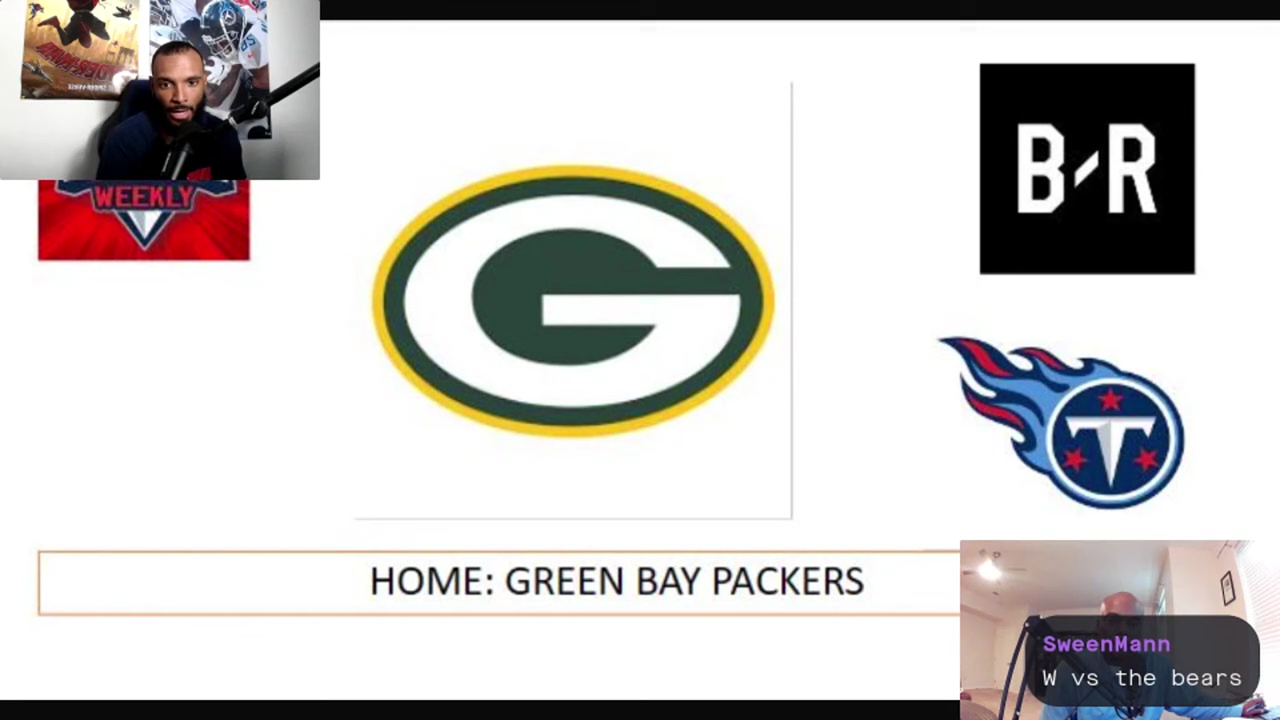 WEEKLY
B/R
G
T
HOME: GREEN BAY PACKERS
SweenMann
W vs the bears